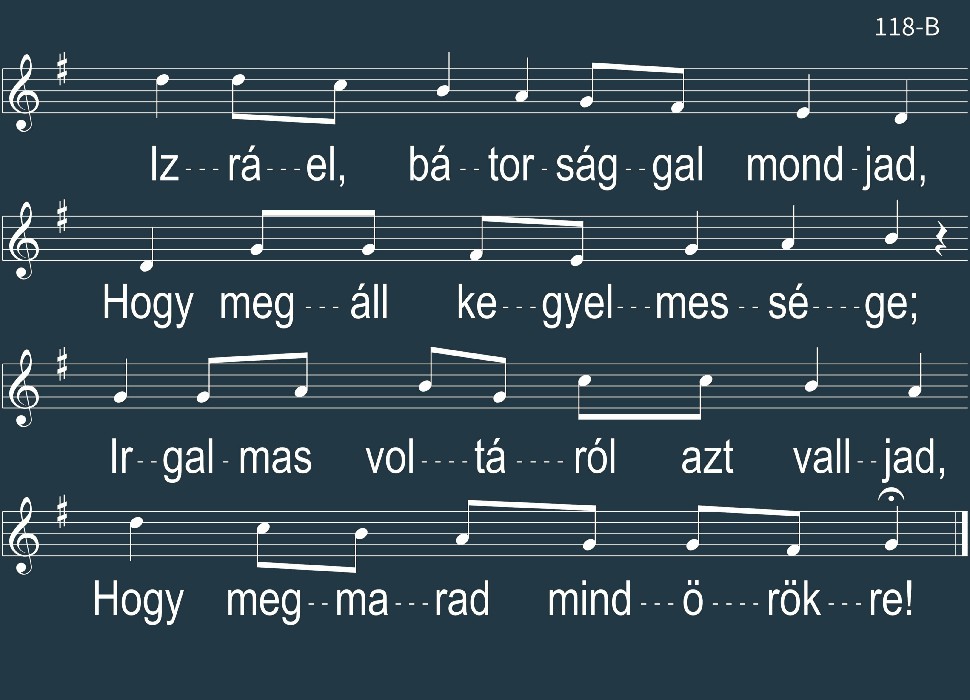 118-B
Iz---rá---el, bá--tor-ság--gal mond-jad,
Hogy meg---áll ke---gyel---mes--sé----ge;
Ir--gal-mas vol----tá----ról azt vall--jad,
Hogy meg--ma---rad mind---ö----rök---re!